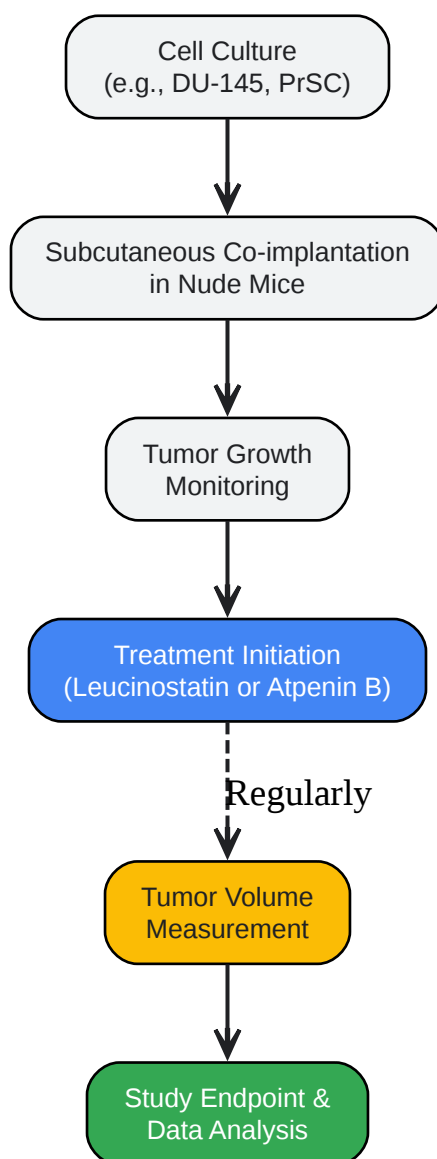 Cell Culture
(e.g., DU-145, PrSC)
Subcutaneous Co-implantation
in Nude Mice
Tumor Growth
Monitoring
Treatment Initiation
(Leucinostatin or Atpenin B)
Regularly
Tumor Volume
Measurement
Study Endpoint &
Data Analysis